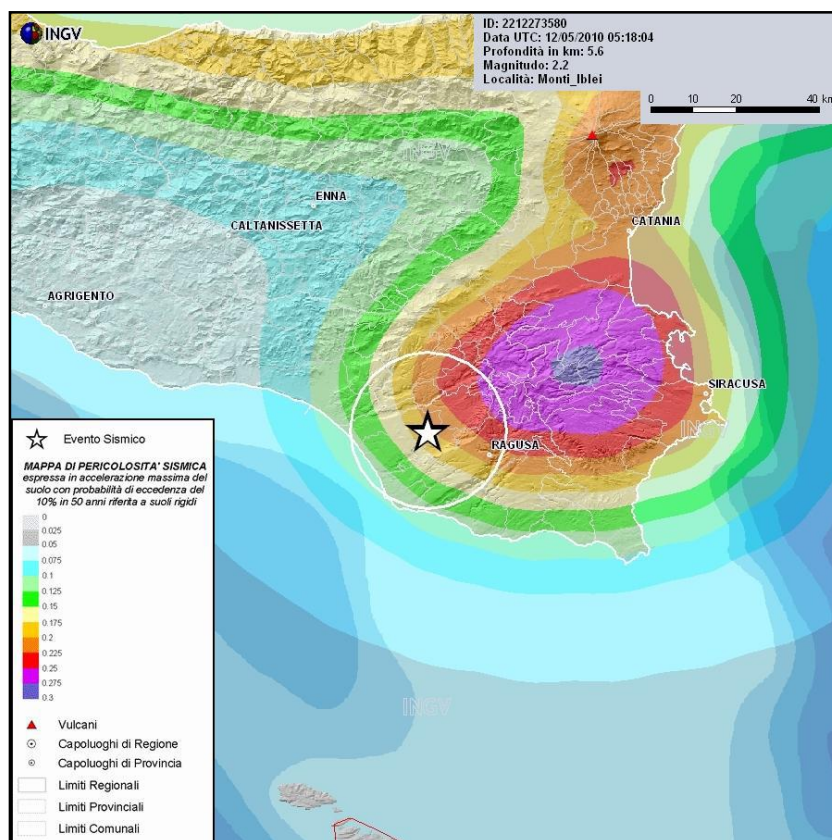 INGV
ID: 2212273580
Data UTC: 12/05/2010 05:18:04
Profondità in km: 5.6
Magnitudo: 2.2
Località: Monti_Iblei
0 10 20 40 km
INGV
ENNA
CALTANISSETTA
CATANIA
AGRIGENTO
SIRACUSA
INGV
RAGUSA
Evento Sismico
MAPPA DI PERICOLOSITA' SISMICA
espressa in accelerazione massima del
suolo con probabilità di eccedenza del
10% in 50 anni riferita a suoli rigidi
0
0.025
0.05
0.075
0.1
0.125
0.15
0.175
0.2
0.225
0.25
0.275
0.3
INGV
Vulcani
Capoluoghi di Regione
Capoluoghi di Provincia
Limiti Regionali
Limiti Provinciali
Limiti Comunali